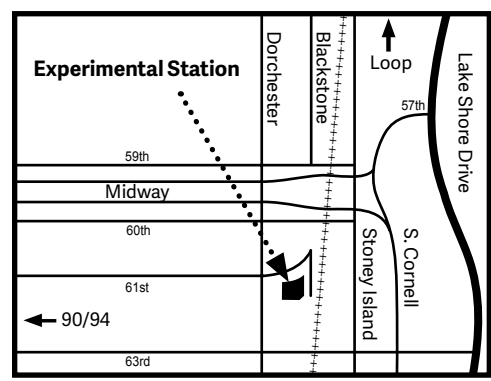 Experimental Station
Dorchester
Blackstone
Loop
Lake Shore Drive
57th
59th
Midway
60th
Stoney Island
S. Cornell
61st
90/94
63rd